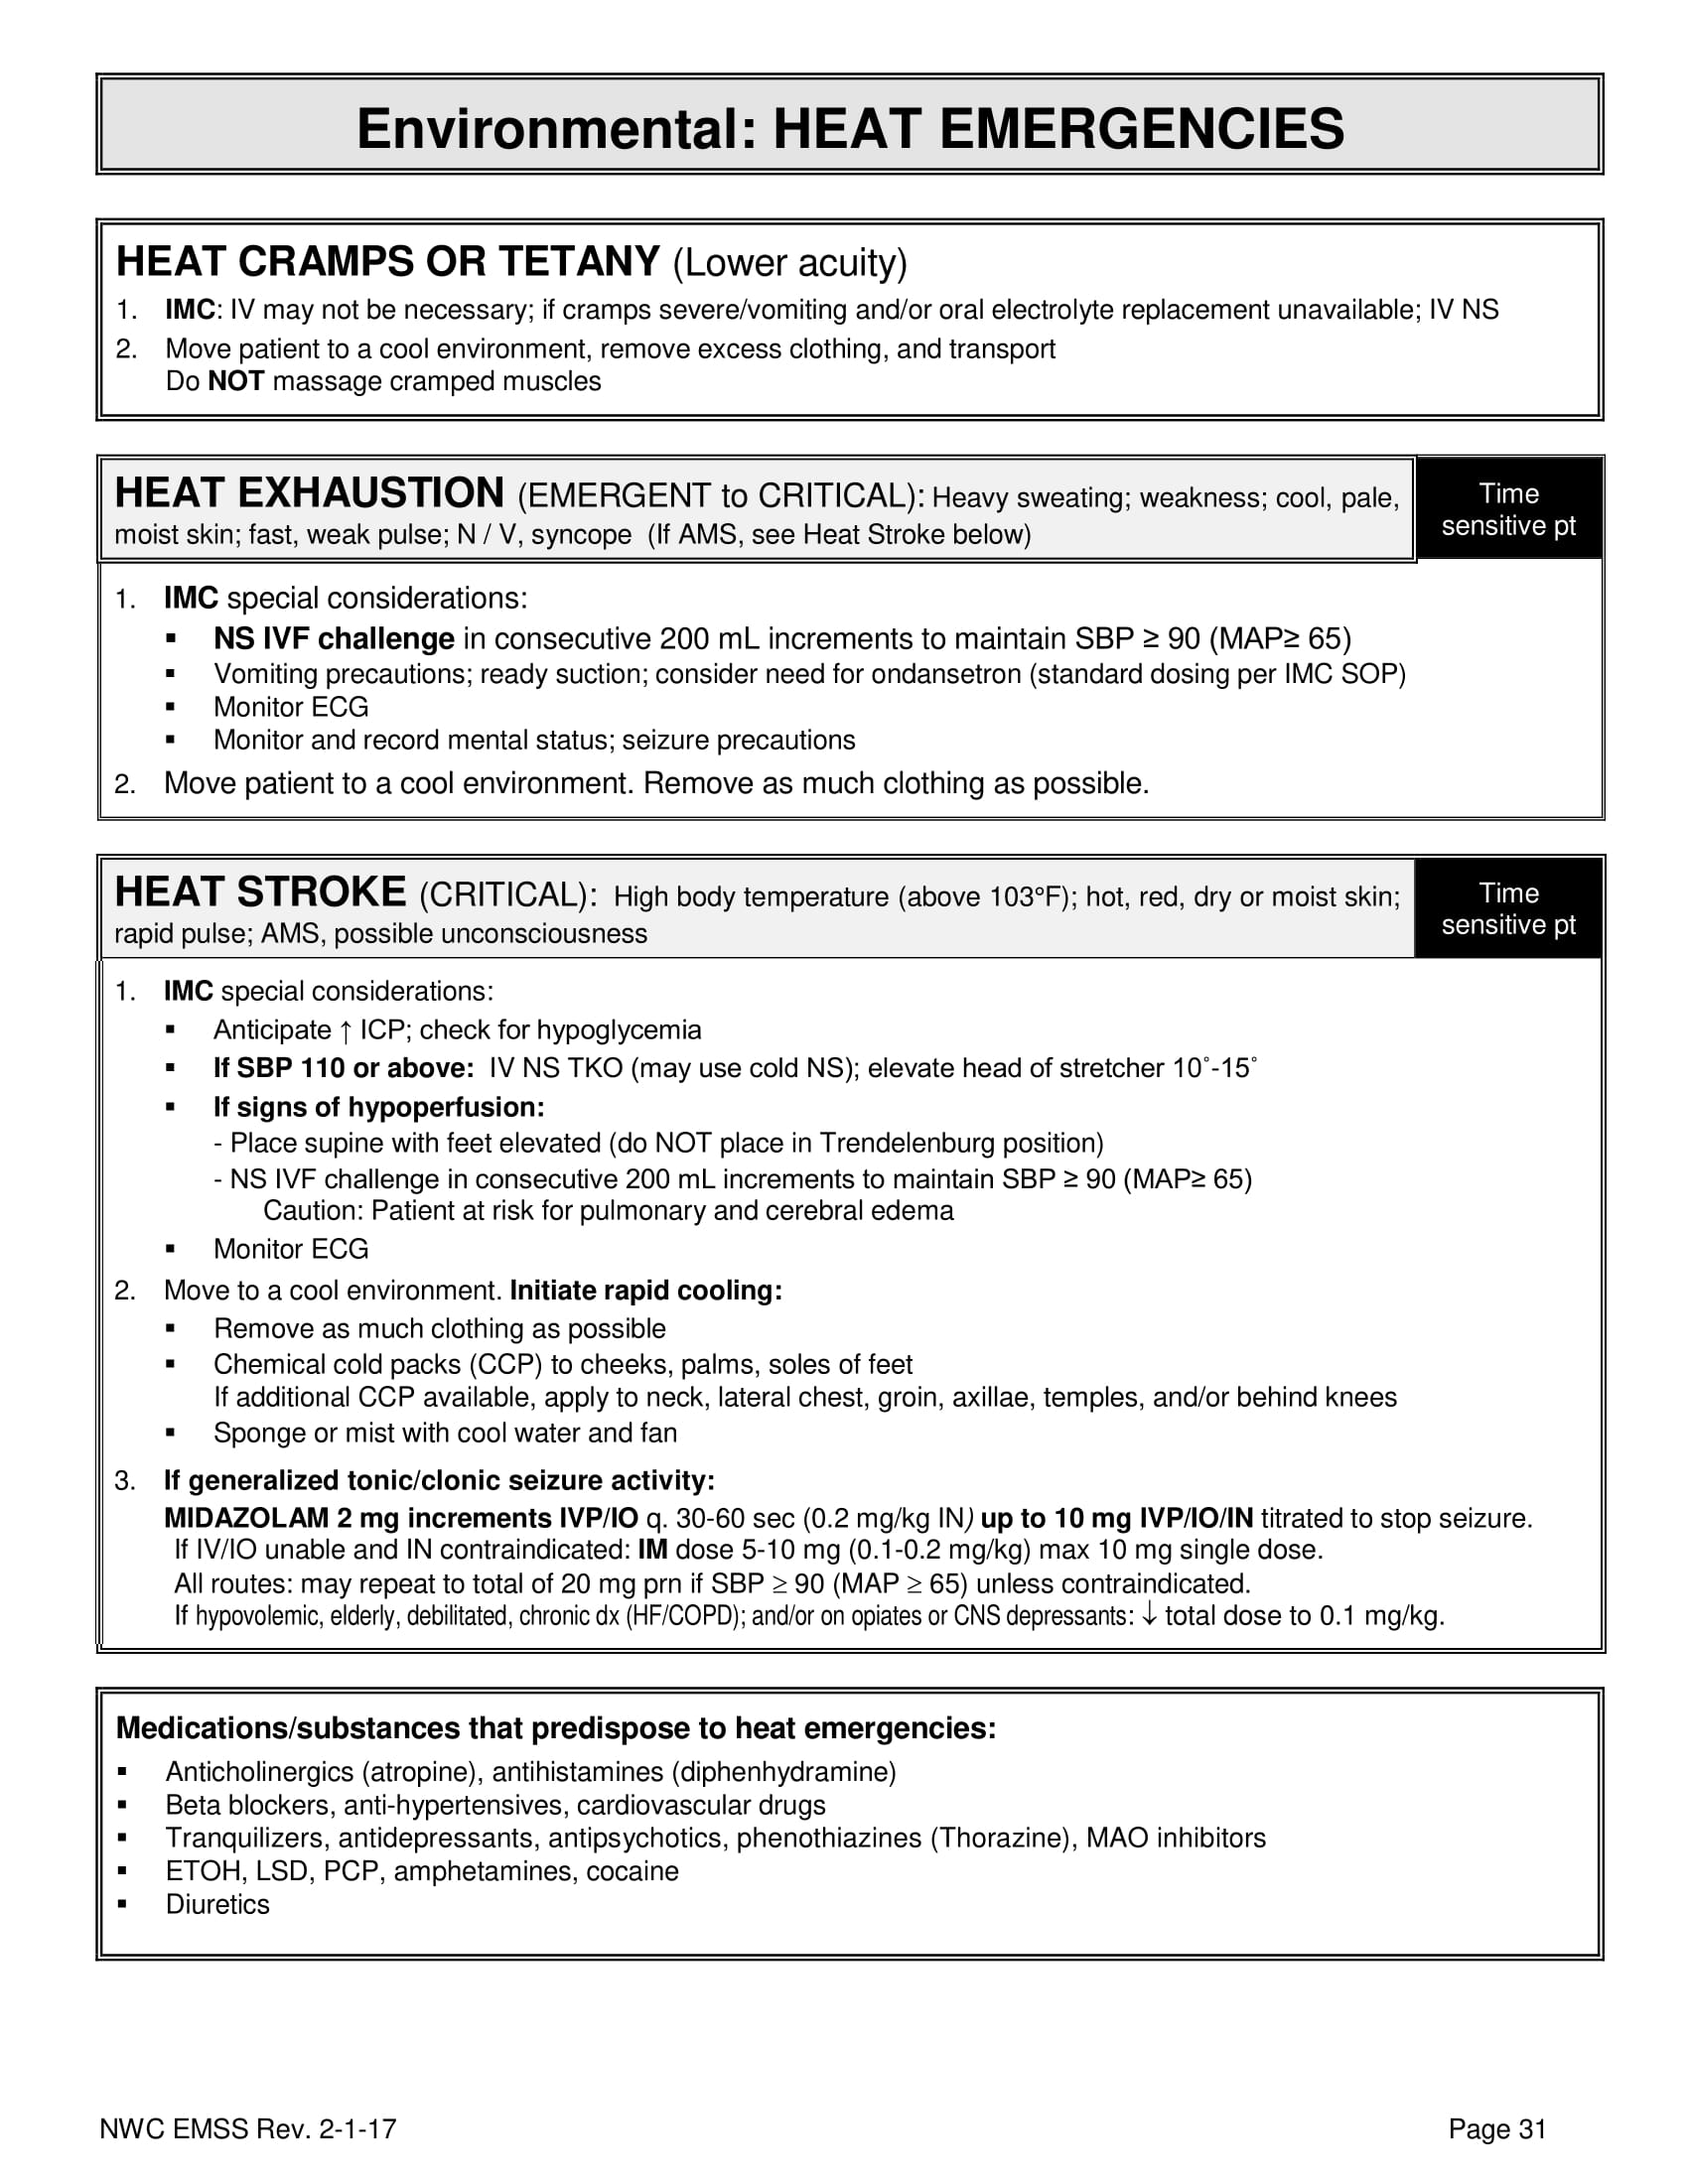 Environmental: HEAT EMERGENCIES
HEAT CRAMPS OR TETANY (Lower acuity)
1. IMC: IV may not be necessary; if cramps severe/vomiting and/or oral electrolyte replacement unavailable; IV NS
2. Move patient to a cool environment, remove excess clothing, and transport
Do NOT massage cramped muscles
HEAT EXHAUSTION (EMERGENT to CRITICAL): Heavy sweating; weakness; cool, pale,
moist skin; fast, weak pulse; N / V, syncope (If AMS, see Heat Stroke below)
Time
sensitive pt
1. IMC special considerations:
▪ NS IVF challenge in consecutive 200 mL increments to maintain SBP ≥ 90 (MAP≥ 65)
▪ Vomiting precautions; ready suction; consider need for ondansetron (standard dosing per IMC SOP)
▪ Monitor ECG
▪ Monitor and record mental status; seizure precautions
2. Move patient to a cool environment. Remove as much clothing as possible.
HEAT STROKE (CRITICAL): High body temperature (above 103°F); hot, red, dry or moist skin;
rapid pulse; AMS, possible unconsciousness
Time
sensitive pt
1. IMC special considerations:
▪ Anticipate ↑ ICP; check for hypoglycemia
▪ If SBP 110 or above: IV NS TKO (may use cold NS); elevate head of stretcher 10˚-15˚
▪ If signs of hypoperfusion:
- Place supine with feet elevated (do NOT place in Trendelenburg position)
- NS IVF challenge in consecutive 200 mL increments to maintain SBP ≥ 90 (MAP≥ 65)
Caution: Patient at risk for pulmonary and cerebral edema
▪ Monitor ECG
2. Move to a cool environment. Initiate rapid cooling:
▪ Remove as much clothing as possible
▪ Chemical cold packs (CCP) to cheeks, palms, soles of feet
If additional CCP available, apply to neck, lateral chest, groin, axillae, temples, and/or behind knees
▪ Sponge or mist with cool water and fan
3. If generalized tonic/clonic seizure activity:
MIDAZOLAM 2 mg increments IVP/IO q. 30-60 sec (0.2 mg/kg IN) up to 10 mg IVP/IO/IN titrated to stop seizure.
If IV/IO unable and IN contraindicated: IM dose 5-10 mg (0.1-0.2 mg/kg) max 10 mg single dose.
All routes: may repeat to total of 20 mg prn if SBP ≥ 90 (MAP ≥ 65) unless contraindicated.
If hypovolemic, elderly, debilitated, chronic dx (HF/COPD); and/or on opiates or CNS depressants: ↓ total dose to 0.1 mg/kg.
Medications/substances that predispose to heat emergencies:
▪ Anticholinergics (atropine), antihistamines (diphenhydramine)
▪ Beta blockers, anti-hypertensives, cardiovascular drugs
▪ Tranquilizers, antidepressants, antipsychotics, phenothiazines (Thorazine), MAO inhibitors
▪ ETOH, LSD, PCP, amphetamines, cocaine
▪ Diuretics
NWC EMSS Rev. 2-1-17
Page 31